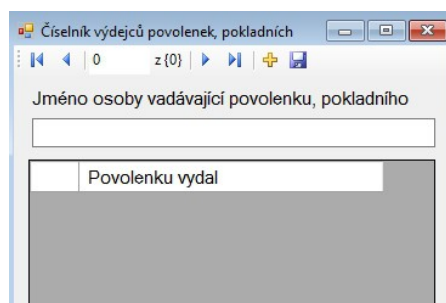 Číselník výdejců povolenek, pokladních
0 z {0}
Jméno osoby vadávající povolenku, pokladního
Povolenku vydal